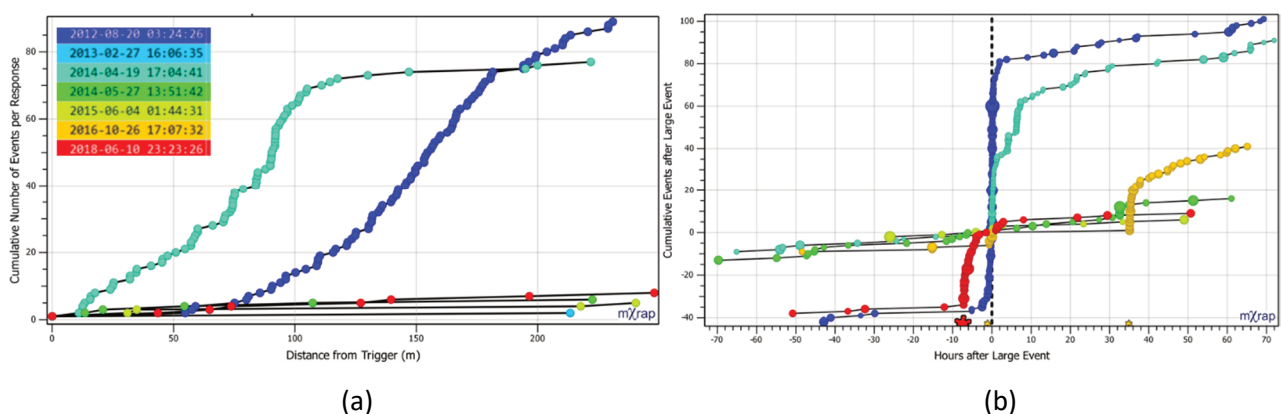 Cumulative Number of Events per Response
80
60
40
20
0
2012-08-20 03:24:26
2013-02-27 16:06:35
2014-04-19 17:04:41
2014-05-27 13:51:42
2015-06-04 01:44:31
2016-10-26 17:07:32
2018-06-10 23:23:26
mχrap
0 50 100 150 200
Distance from Trigger (m)
(a)
Cumulative Events after Large Event
100
80
60
40
20
0
-20
-40
mχrap
-70 -60 -50 -40 -30 -20 -10 0 10 20 30 40 50 60 70
Hours after Large Event
(b)